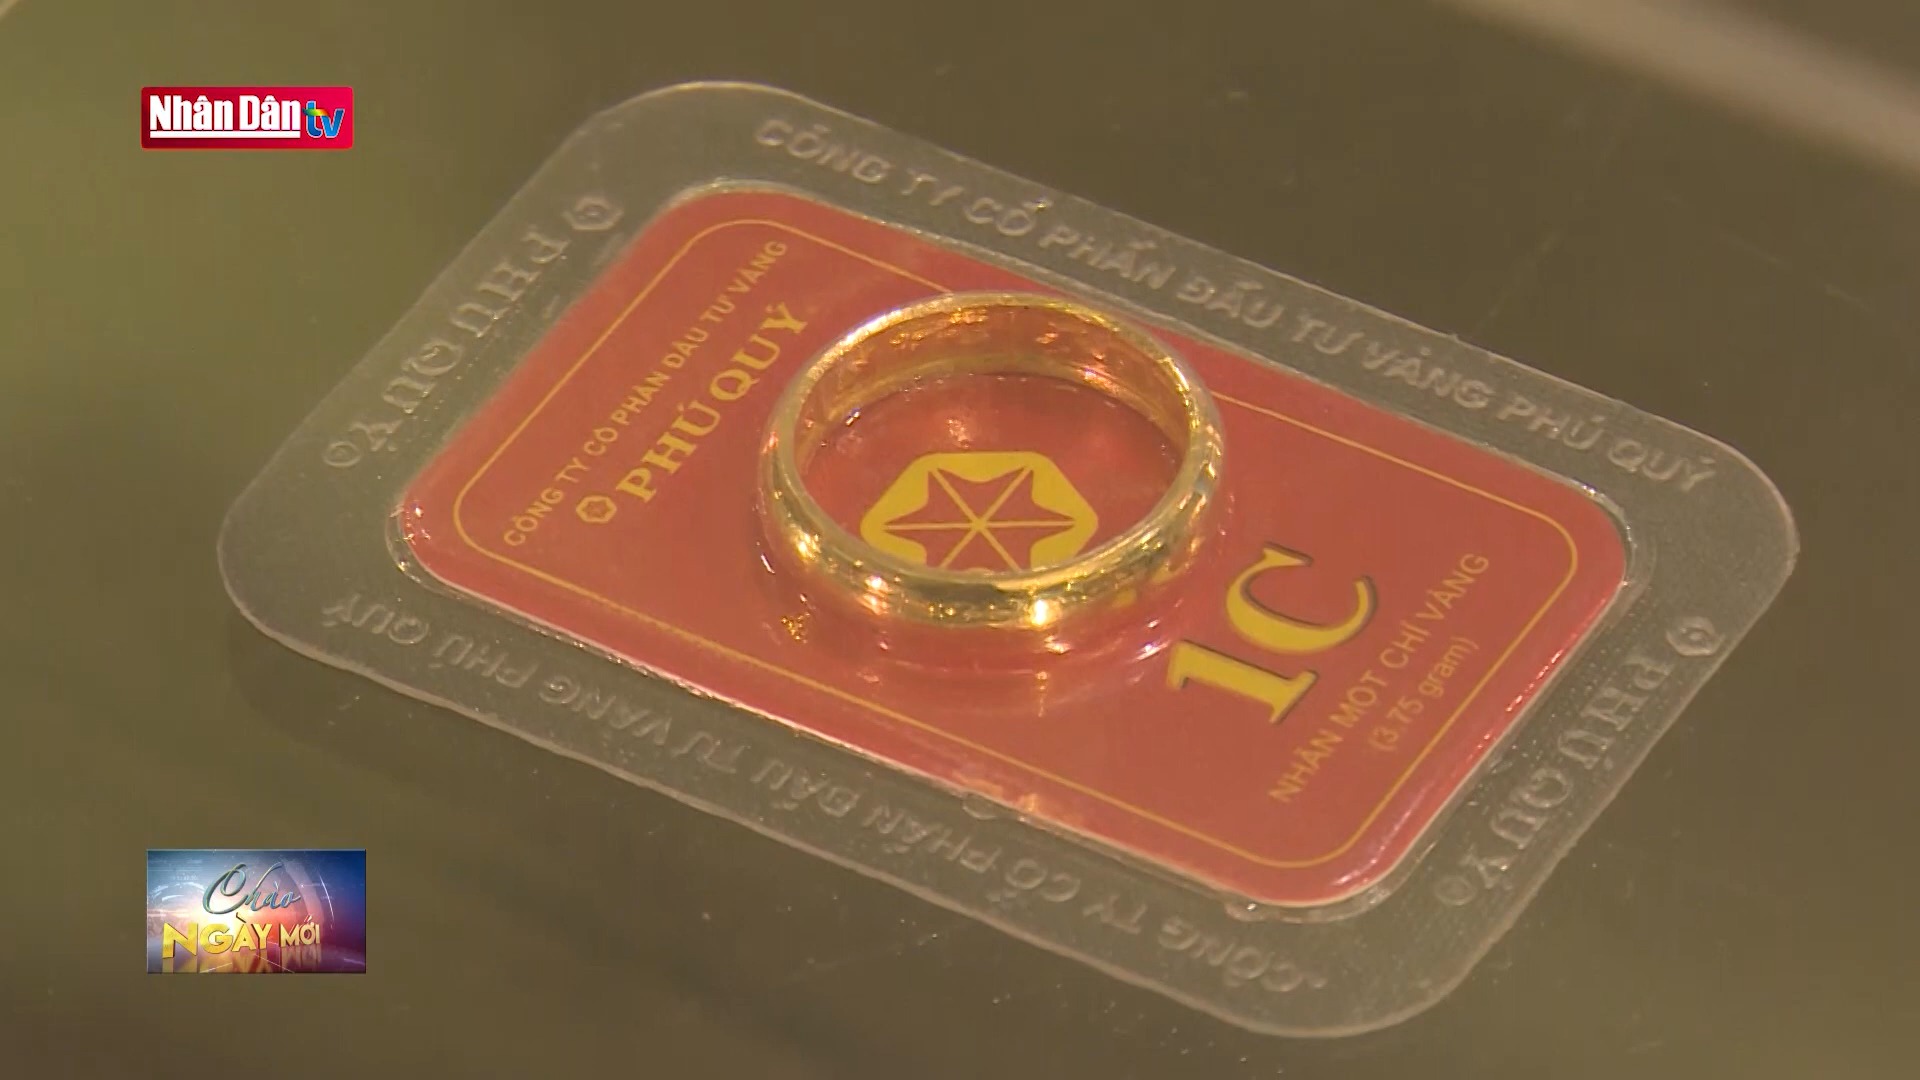 Nhân Dân tv
CÔNG TY CỔ PHẦN ĐẦU TƯ VÀNG PHÚ QUÝ
PHÚ QUÝ
CÔNG TY CỔ PHẦN ĐẦU TƯ VÀNG
PHÚ QUÝ
1C
NHẪN MỘT CHỈ VÀNG
(3.75 gram)
PHÚ QUÝ
CÔNG TY CỔ PHẦN ĐẦU TƯ VÀNG PHÚ QUÝ
Chào
NGÀY MỚI